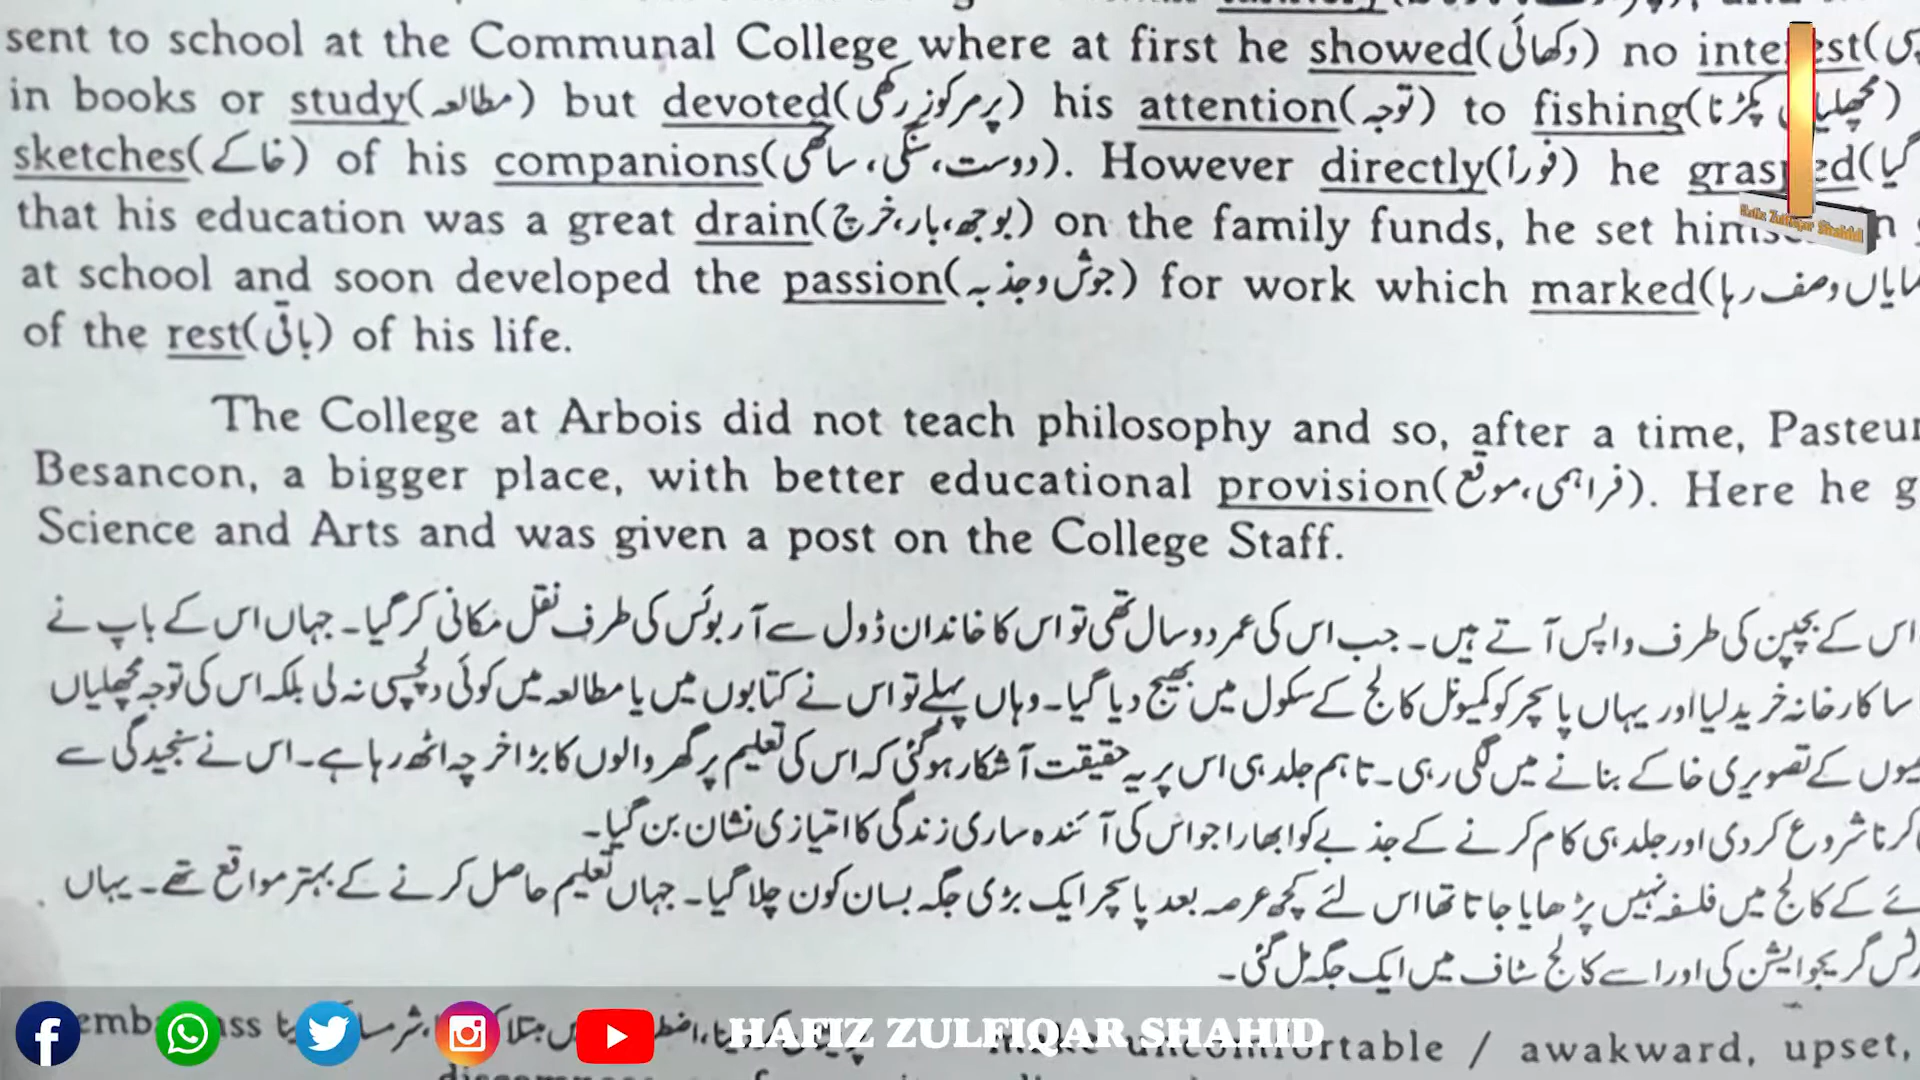 sent to school at the Communal College where at first he showed(دکھائی) no interest(
in books or study(مطالعہ) but devoted(پر مرکوز رکھی) his attention(توجہ) to fishing(مچھلیاں پکڑنا)
sketches(خاکے) of his companions(دوست، سنگی، ساتھی). However directly(فوراً) he grasped(گیا
that his education was a great drain(بوجھ، بار، خرچ) on the family funds, he set himself in
at school and soon developed the passion(جوش و جذبہ) for work which marked(نمایاں وصف رہا
of the rest(باقی) of his life.
The College at Arbois did not teach philosophy and so, after a time, Pasteur
Besancon, a bigger place, with better educational provision(فراہمی، موقع). Here he g
Science and Arts and was given a post on the College Staff.
اس کے بچپن کی طرف واپس آتے ہیں۔ جب اس کی عمر دو سال تھی تو اس کا خاندان ڈول سے آربوئس کی طرف نقل مکانی کر گیا۔ جہاں اس کے باپ نے
سا کارخانہ خرید لیا اور یہاں پاسچر کو کمیونل کالج کے سکول میں بھیج دیا گیا۔ وہاں پہلے تو اس نے کتابوں میں یا مطالعہ میں کوئی دلچسپی نہ لی بلکہ اس کی توجہ مچھلیاں
کے تصویری خاکے بنانے میں لگی رہی۔ تاہم جلد ہی اس پر یہ حقیقت آشکار ہو گئی کہ اس کی تعلیم پر گھر والوں کا بڑا خرچہ اٹھ رہا ہے۔ اس نے سنجیدگی سے
کرنا شروع کر دی اور جلد ہی کام کرنے کے جذبے کو ابھارا جو اس کی آئندہ ساری زندگی کا امتیازی نشان بن گیا۔
کے کالج میں فلسفہ نہیں پڑھایا جاتا تھا اس لئے کچھ عرصہ بعد پاسچر ایک بڑی جگہ بسان کون چلا گیا۔ جہاں تعلیم حاصل کرنے کے بہتر مواقع تھے۔ یہاں
گریجوایشن کی اور اسے کالج سٹاف میں ایک جگہ مل گئی۔
HAFIZ ZULFIQAR SHAHID
uncomfortable / awakward, upset,
Hafiz Zulfiqar Shahid